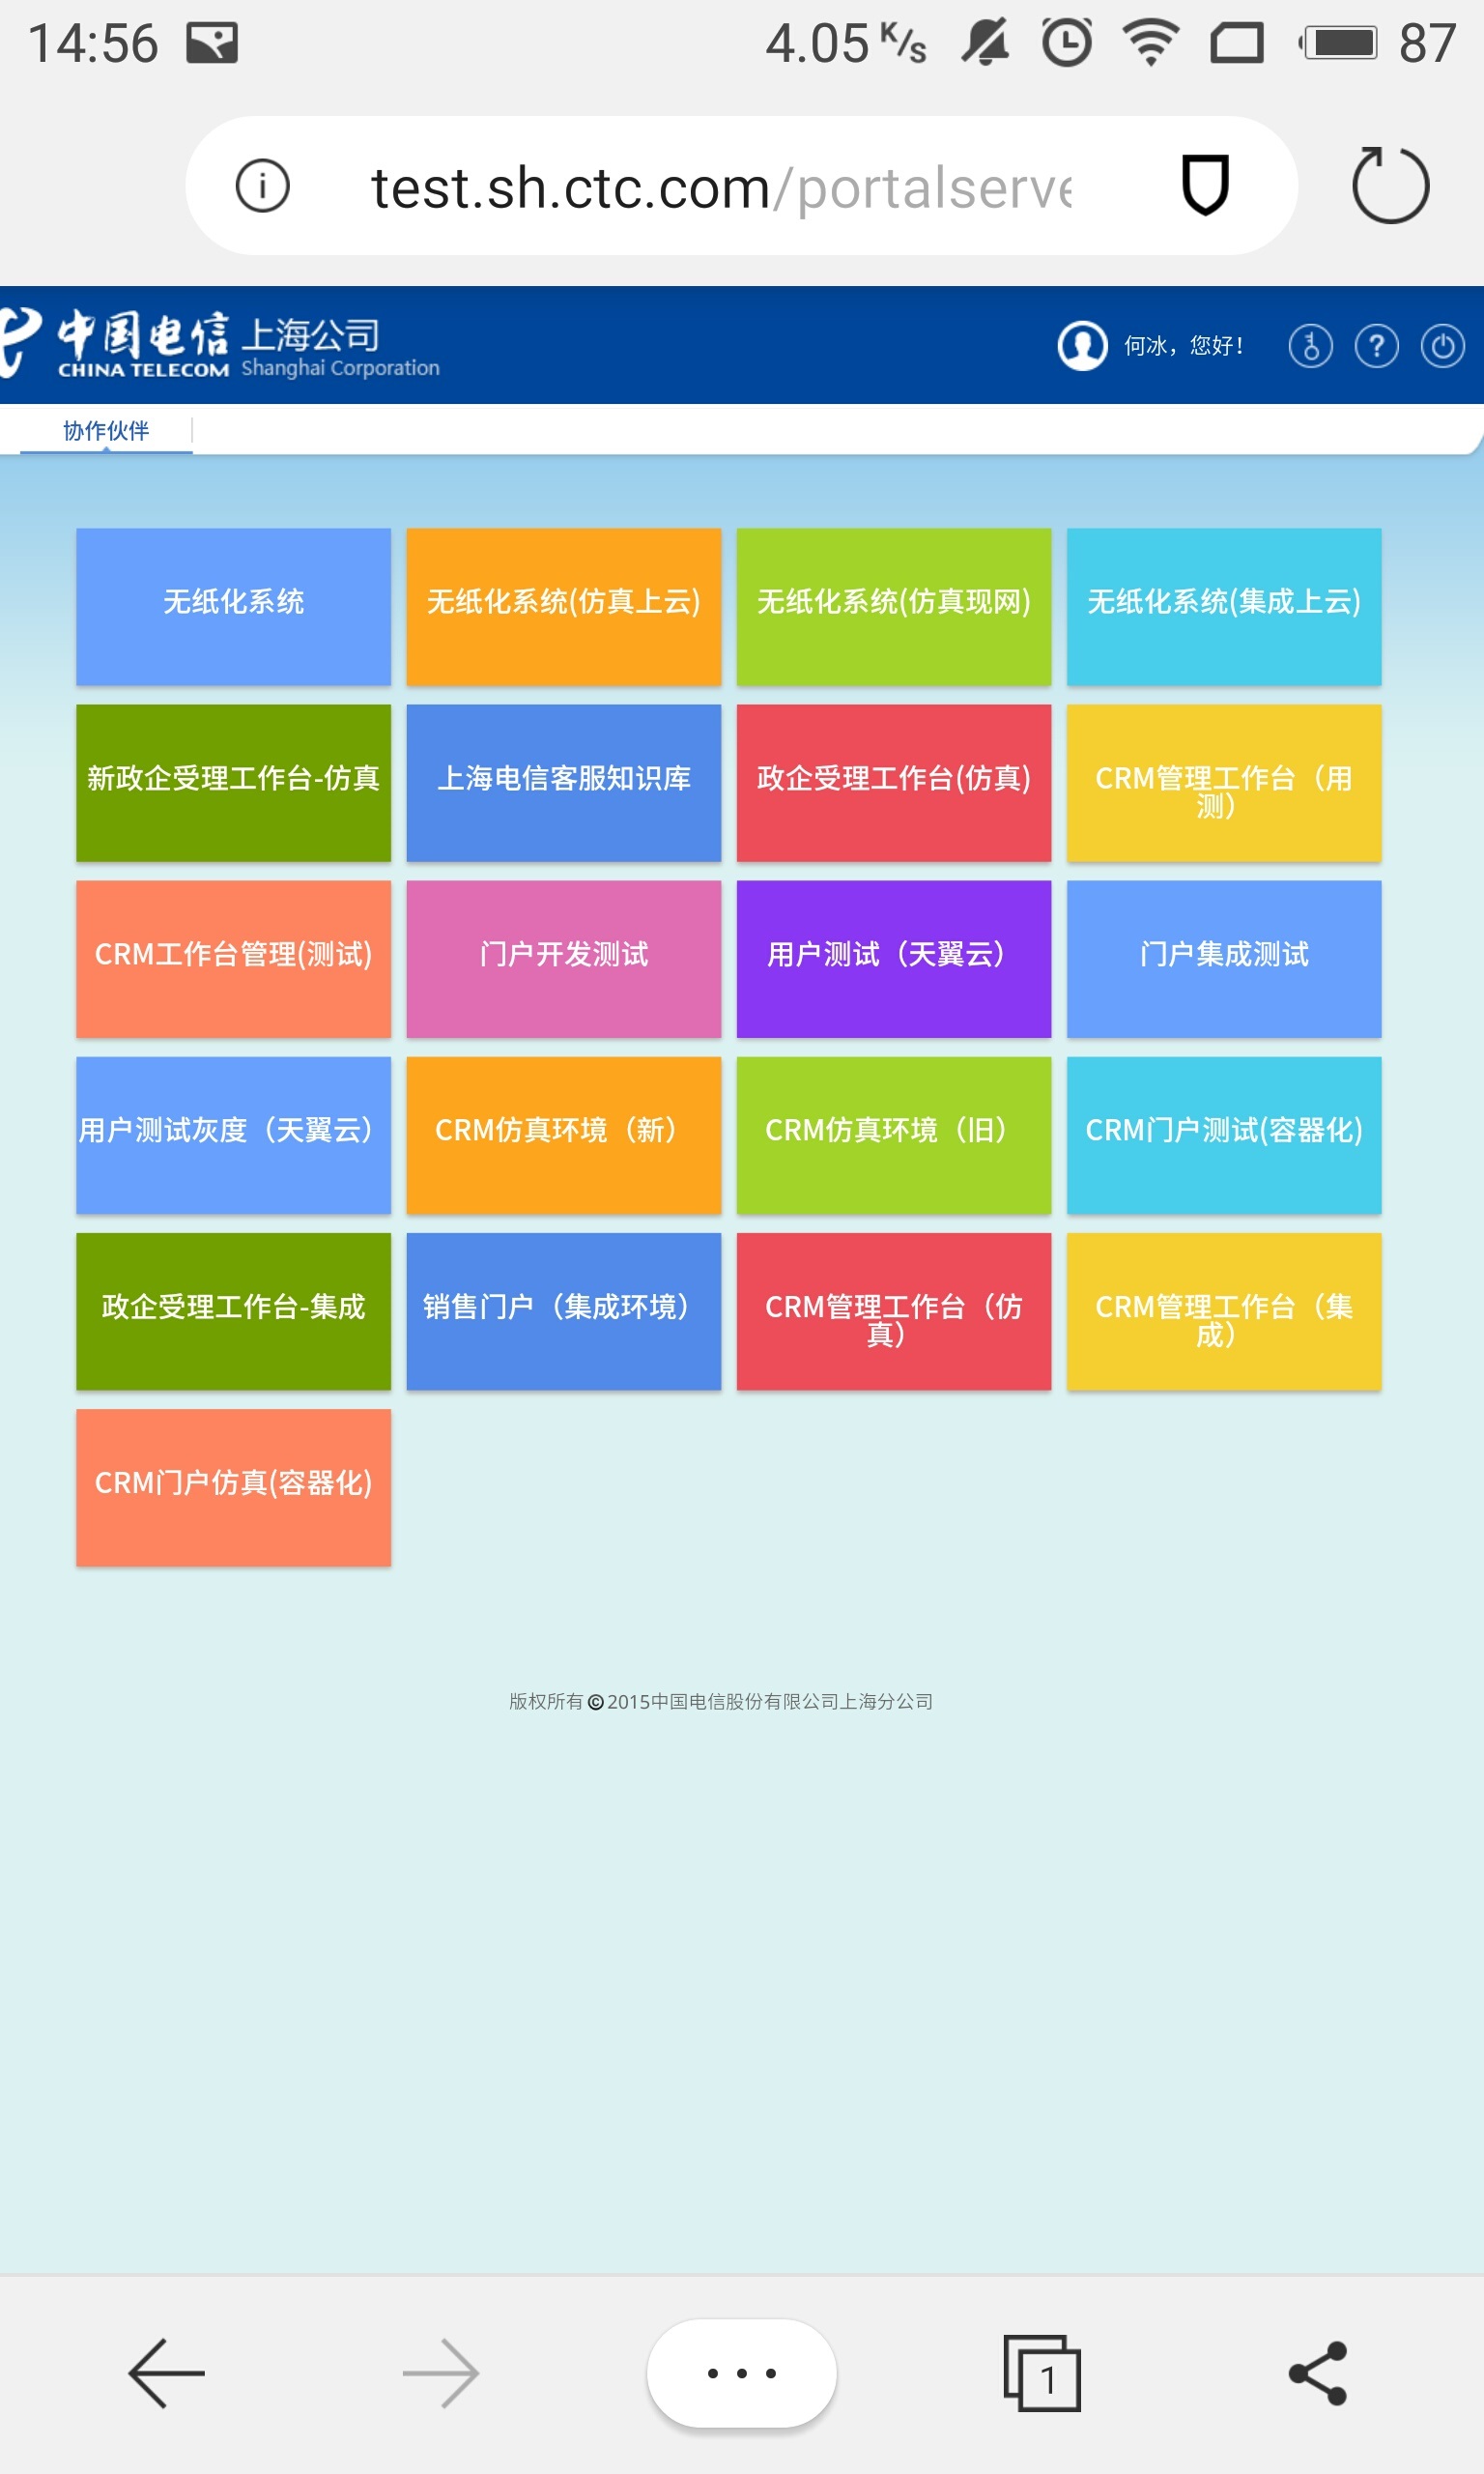 14:56
4.05 K/s
87
test.sh.ctc.com/portalserve
中国电信 上海公司
CHINA TELECOM Shanghai Corporation
何冰，您好！
协作伙伴
无纸化系统
无纸化系统(仿真上云)
无纸化系统(仿真现网)
无纸化系统(集成上云)
新政企受理工作台-仿真
上海电信客服知识库
政企受理工作台(仿真)
CRM管理工作台（用
测）
CRM工作台管理(测试)
门户开发测试
用户测试（天翼云）
门户集成测试
用户测试灰度（天翼云）
CRM仿真环境（新）
CRM仿真环境（旧）
CRM门户测试(容器化)
政企受理工作台-集成
销售门户（集成环境）
CRM管理工作台（仿
真）
CRM管理工作台（集
成）
CRM门户仿真(容器化)
版权所有©2015中国电信股份有限公司上海分公司
1